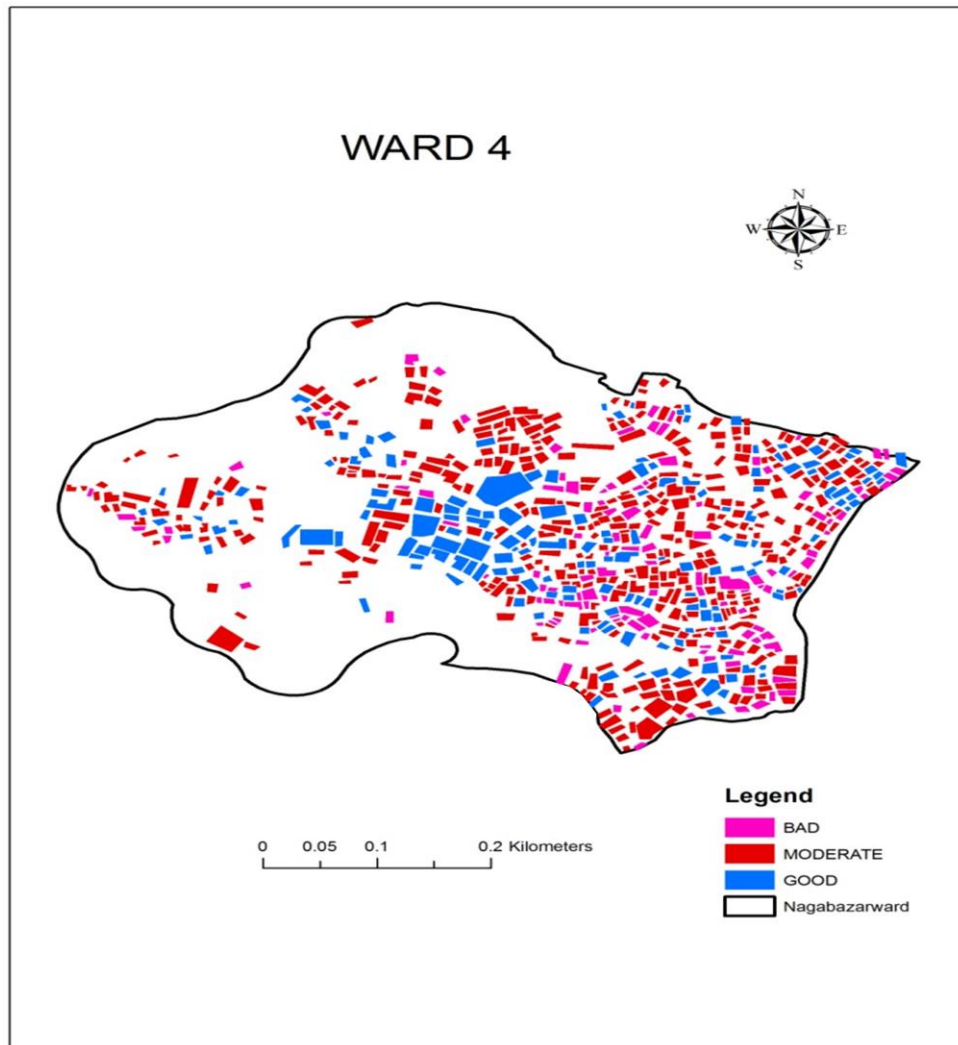 WARD 4
N
W E
S
Legend
BAD
MODERATE
GOOD
Nagabazarward
0 0.05 0.1 0.2 Kilometers